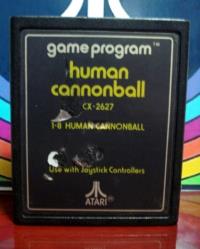 game program™
human
cannonball
CX-2627
1-8 HUMAN CANNONBALL
Use with Joystick Controllers
ATARI®